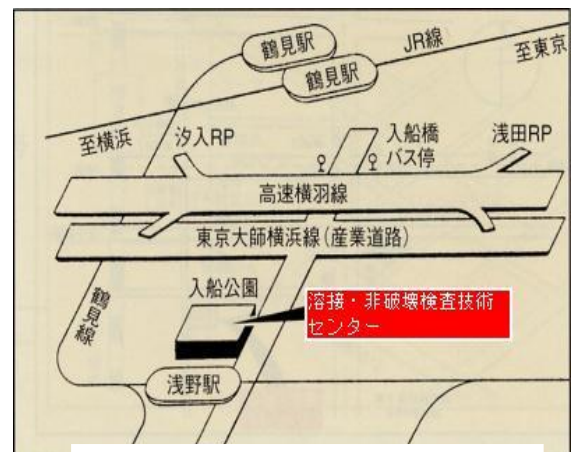 鶴見駅
JR線
至東京
鶴見駅
至横浜
汐入RP
入船橋
バス停
浅田RP
高速横羽線
東京大師横浜線(産業道路)
鶴見線
入船公園
溶接・非破壊検査技術
センター
浅野駅